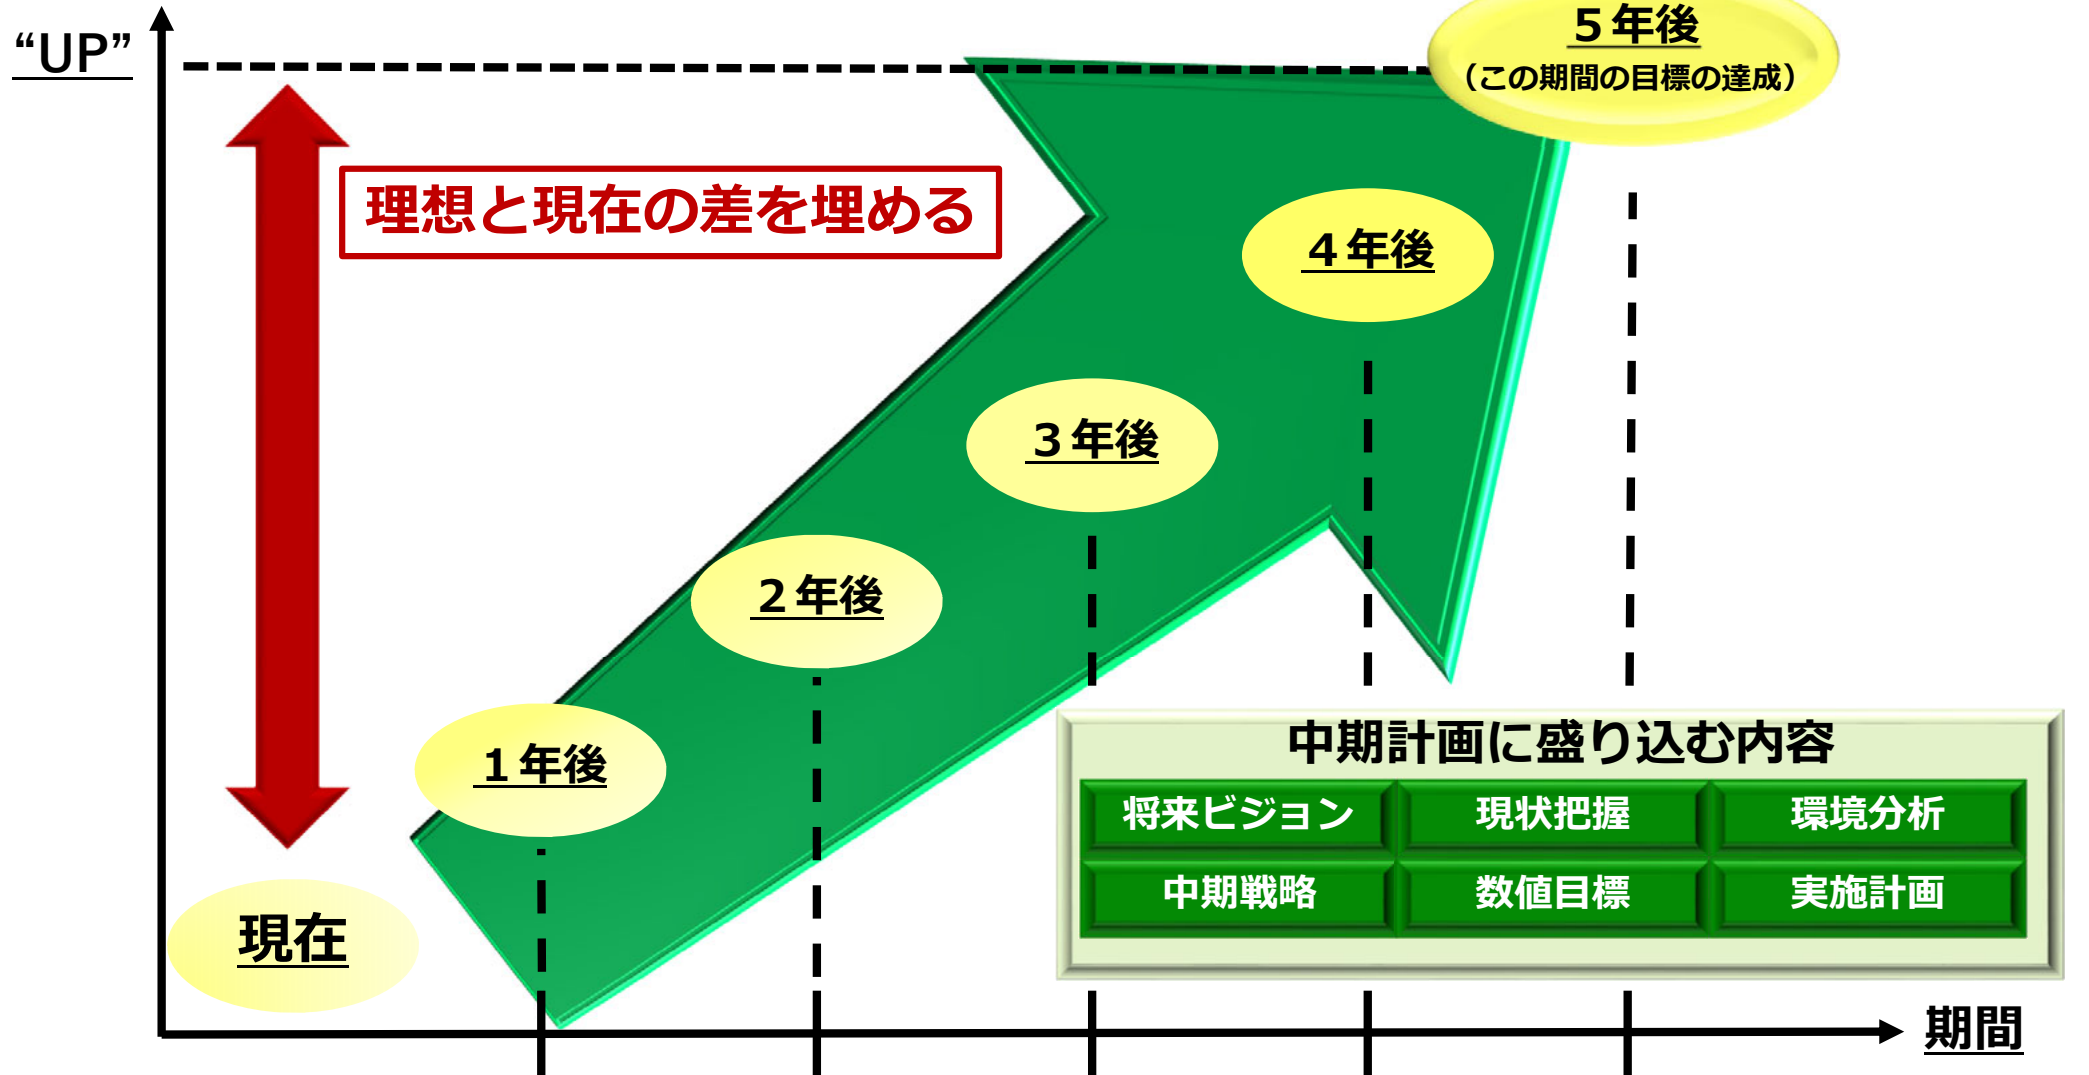 “UP”
5年後
（この期間の目標の達成）
理想と現在の差を埋める
4年後
3年後
2年後
1年後
現在
中期計画に盛り込む内容
将来ビジョン 現状把握 環境分析
中期戦略 数値目標 実施計画
期間